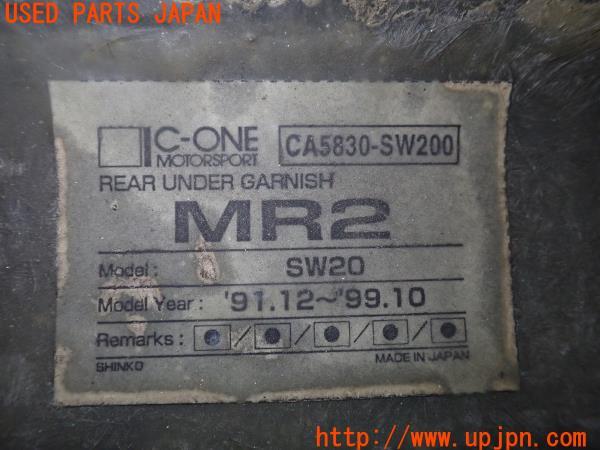 USED PARTS JAPAN
C-ONE
MOTORSPORT
CA5830-SW200
REAR UNDER GARNISH
MR2
Model : SW20
Model Year : '91.12~'99.10
Remarks : ● / ● / ● / ● / ●
SHINKO
MADE IN JAPAN
http://www.upjpn.com/